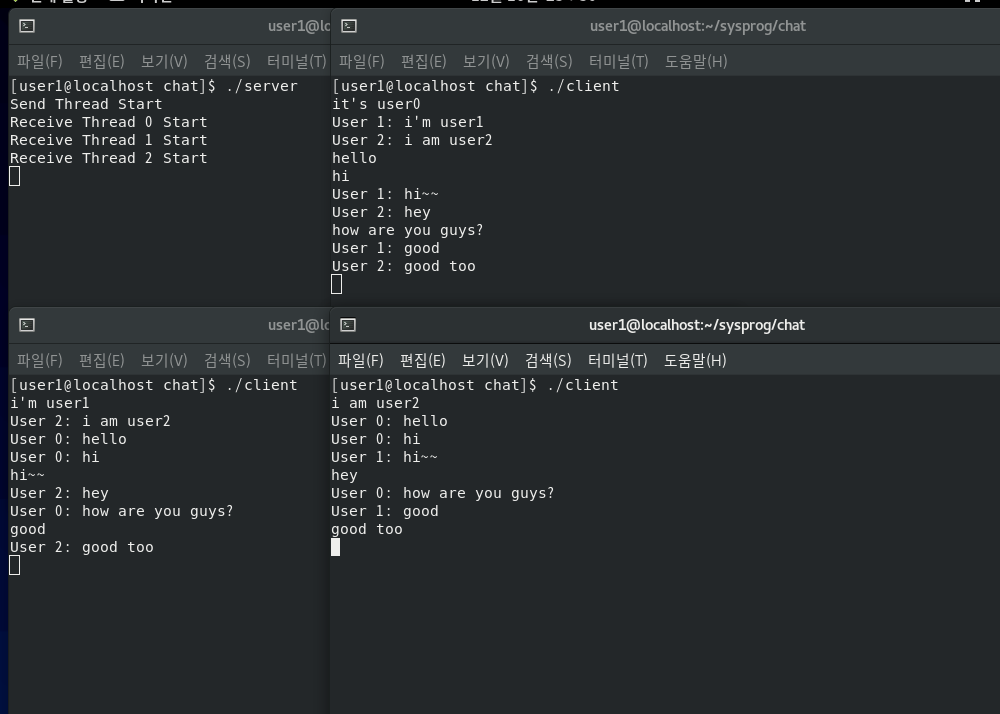 user1@lo
파일(F) 편집(E) 보기(V) 검색(S) 터미널(T)
[user1@localhost chat]$ ./server
Send Thread Start
Receive Thread 0 Start
Receive Thread 1 Start
Receive Thread 2 Start
user1@localhost:~/sysprog/chat
파일(F) 편집(E) 보기(V) 검색(S) 터미널(T) 도움말(H)
[user1@localhost chat]$ ./client
it's user0
User 1: i'm user1
User 2: i am user2
hello
hi
User 1: hi~~
User 2: hey
how are you guys?
User 1: good
User 2: good too
user1@lo
파일(F) 편집(E) 보기(V) 검색(S) 터미널(T)
[user1@localhost chat]$ ./client
i'm user1
User 2: i am user2
User 0: hello
User 0: hi
hi~~
User 2: hey
User 0: how are you guys?
good
User 2: good too
user1@localhost:~/sysprog/chat
파일(F) 편집(E) 보기(V) 검색(S) 터미널(T) 도움말(H)
[user1@localhost chat]$ ./client
i am user2
User 0: hello
User 0: hi
User 1: hi~~
hey
User 0: how are you guys?
User 1: good
good too